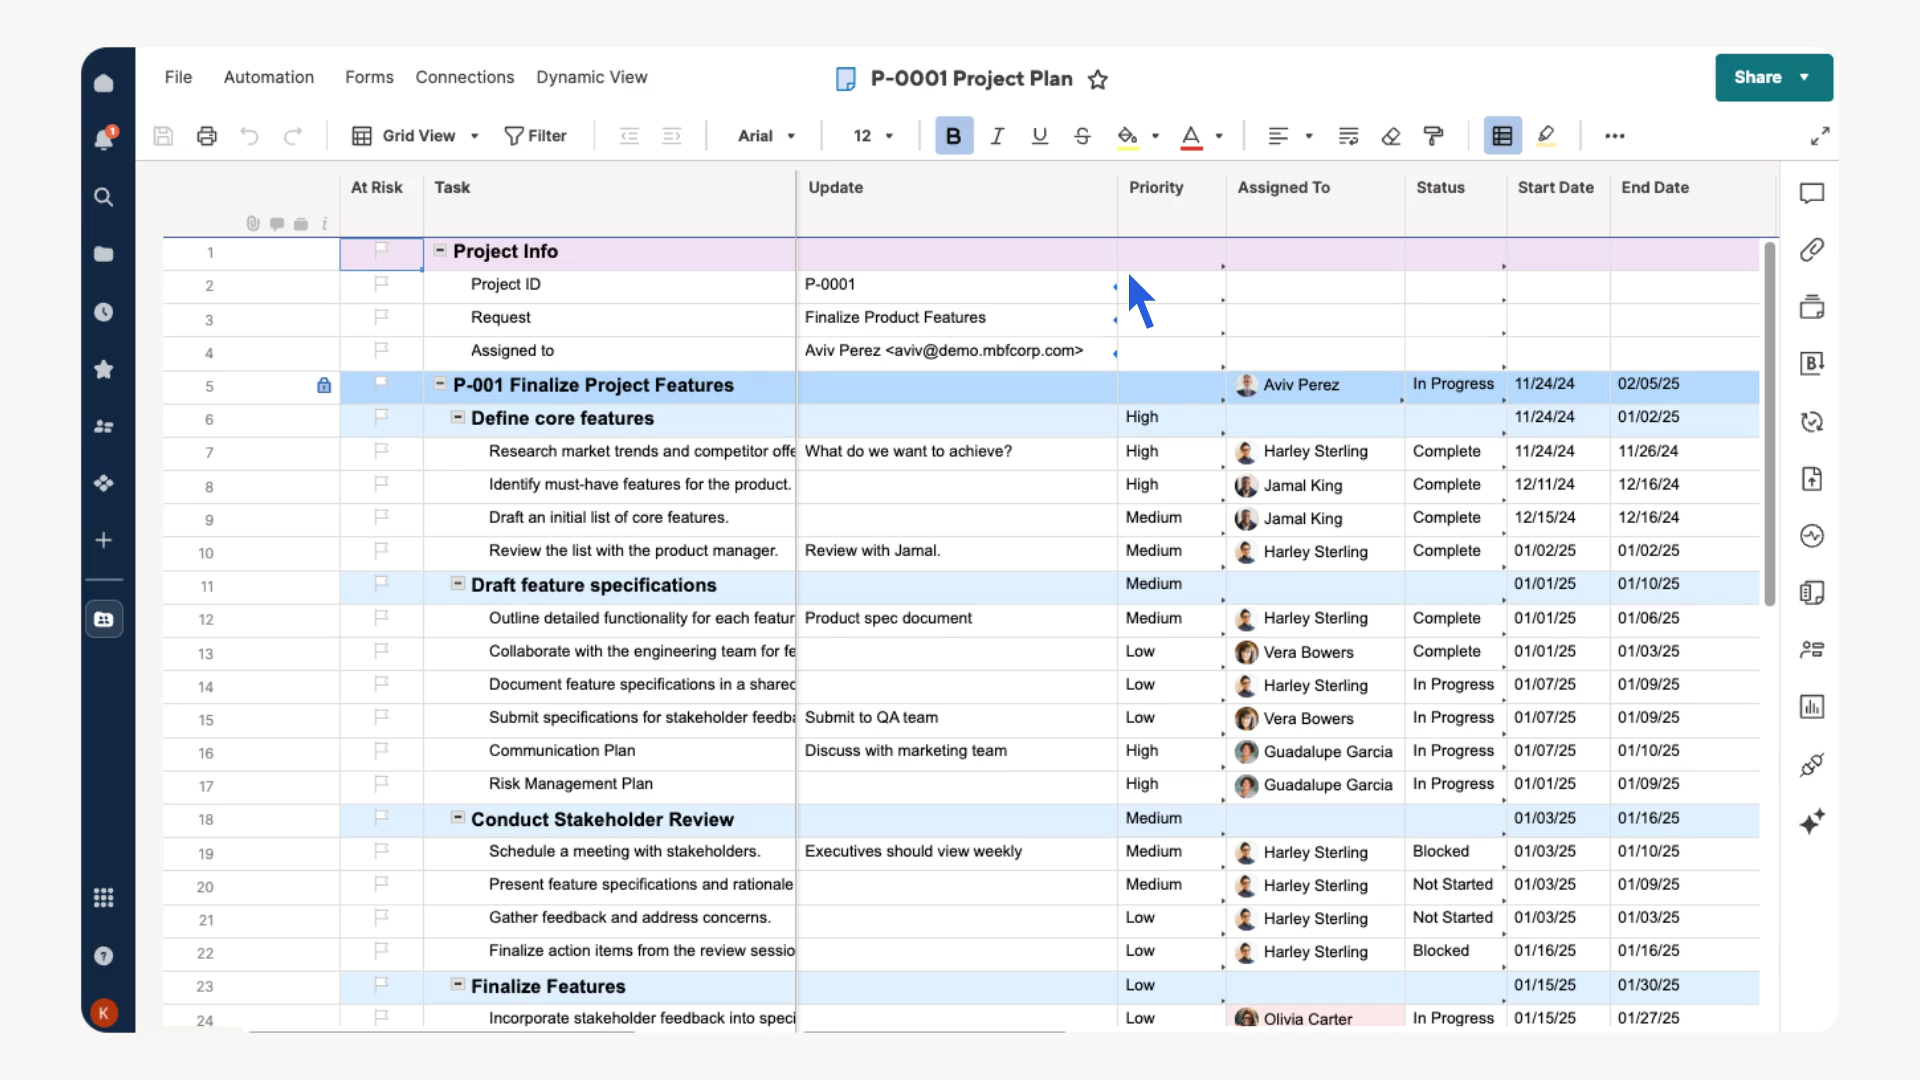 File Automation Forms Connections Dynamic View P-0001 Project Plan Share
1
Grid View Filter Arial 12 B I U S A
At Risk Task Update Priority Assigned To Status Start Date End Date
1 Project Info
2 Project ID P-0001
3 Request Finalize Product Features
4 Assigned to Aviv Perez <aviv@demo.mbfcorp.com>
5 P-001 Finalize Project Features Aviv Perez In Progress 11/24/24 02/05/25
6 Define core features High 11/24/24 01/02/25
7 Research market trends and competitor offe What do we want to achieve? High Harley Sterling Complete 11/24/24 11/26/24
8 Identify must-have features for the product. High Jamal King Complete 12/11/24 12/16/24
9 Draft an initial list of core features. Medium Jamal King Complete 12/15/24 12/16/24
10 Review the list with the product manager. Review with Jamal. Medium Harley Sterling Complete 01/02/25 01/02/25
11 Draft feature specifications Medium 01/01/25 01/10/25
12 Outline detailed functionality for each featur Product spec document Medium Harley Sterling Complete 01/01/25 01/06/25
13 Collaborate with the engineering team for fe Low Vera Bowers Complete 01/01/25 01/03/25
14 Document feature specifications in a shared Low Harley Sterling In Progress 01/07/25 01/09/25
15 Submit specifications for stakeholder feedba Submit to QA team Low Vera Bowers In Progress 01/07/25 01/09/25
16 Communication Plan Discuss with marketing team High Guadalupe Garcia In Progress 01/07/25 01/10/25
17 Risk Management Plan High Guadalupe Garcia In Progress 01/01/25 01/09/25
18 Conduct Stakeholder Review Medium 01/03/25 01/16/25
19 Schedule a meeting with stakeholders. Executives should view weekly Medium Harley Sterling Blocked 01/03/25 01/10/25
20 Present feature specifications and rationale Medium Harley Sterling Not Started 01/03/25 01/09/25
21 Gather feedback and address concerns. Low Harley Sterling Not Started 01/03/25 01/03/25
22 Finalize action items from the review sessio Low Harley Sterling Blocked 01/16/25 01/16/25
23 Finalize Features Low 01/15/25 01/30/25
24 Incorporate stakeholder feedback into speci Low Olivia Carter In Progress 01/15/25 01/27/25
K